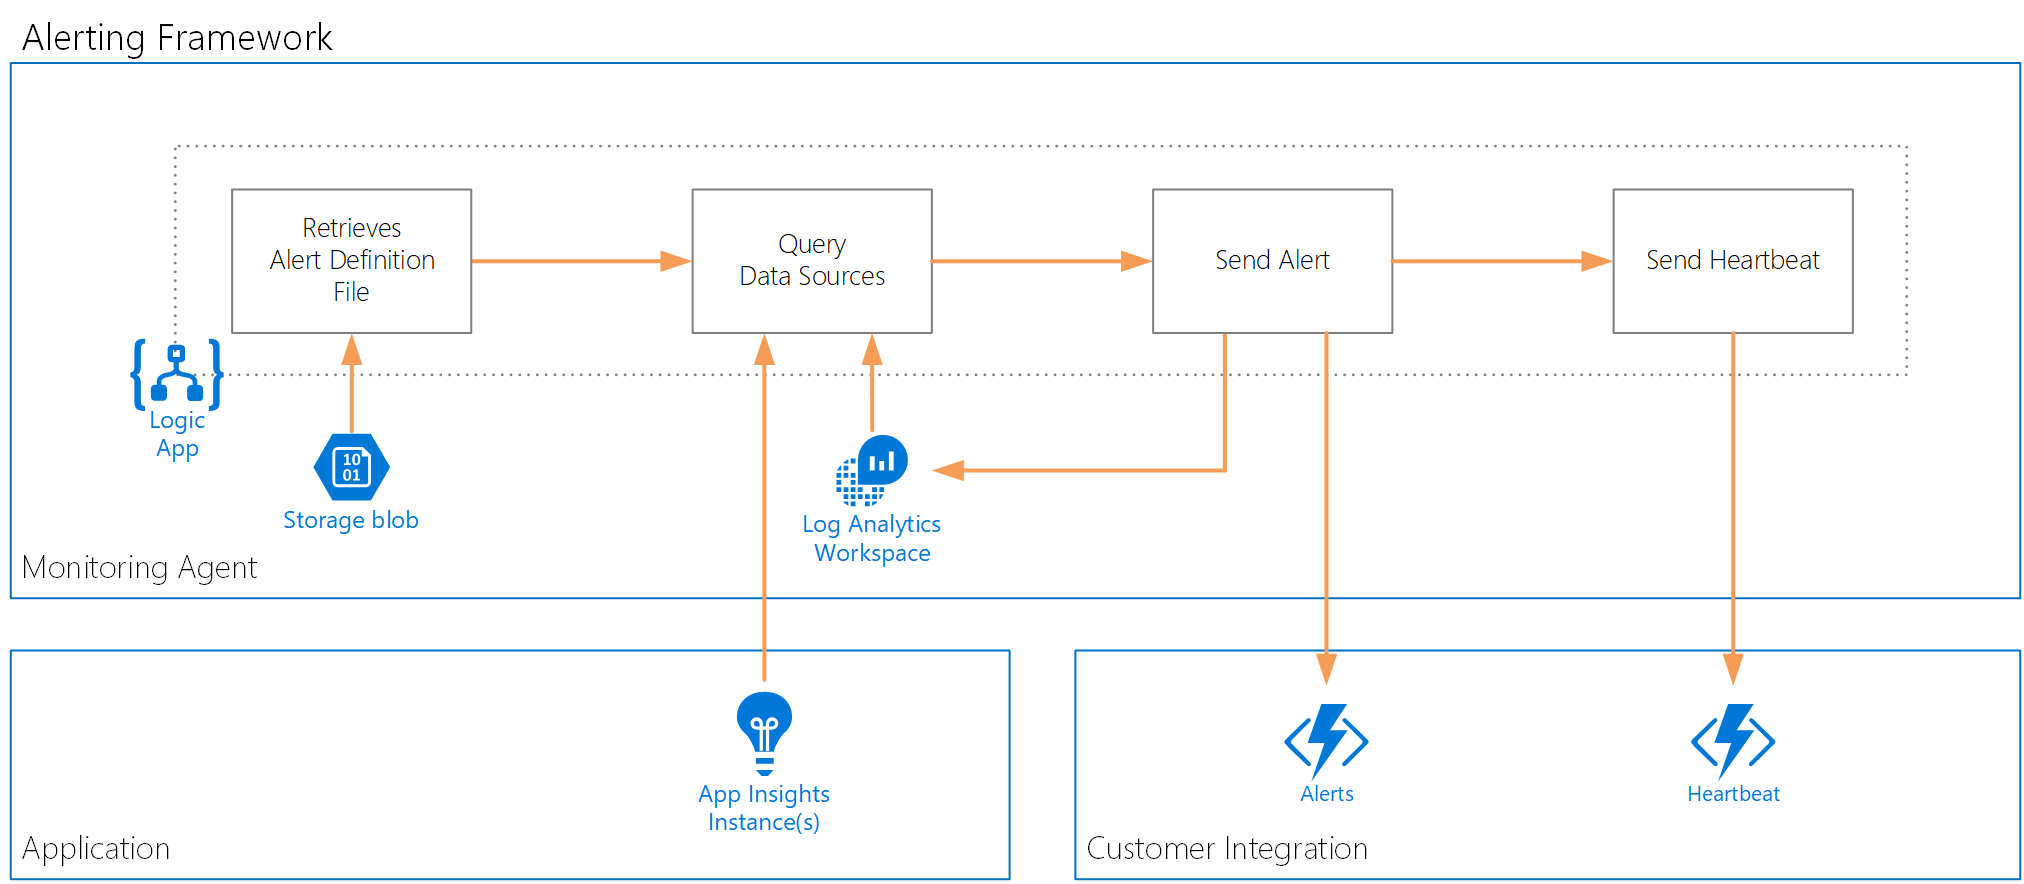 Alerting Framework
Retrieves
Alert Definition
File
Query
Data Sources
Send Alert
Send Heartbeat
Logic
App
10
01
Storage blob
Log Analytics
Workspace
Monitoring Agent
App Insights
Instance(s)
Application
Alerts
Heartbeat
Customer Integration